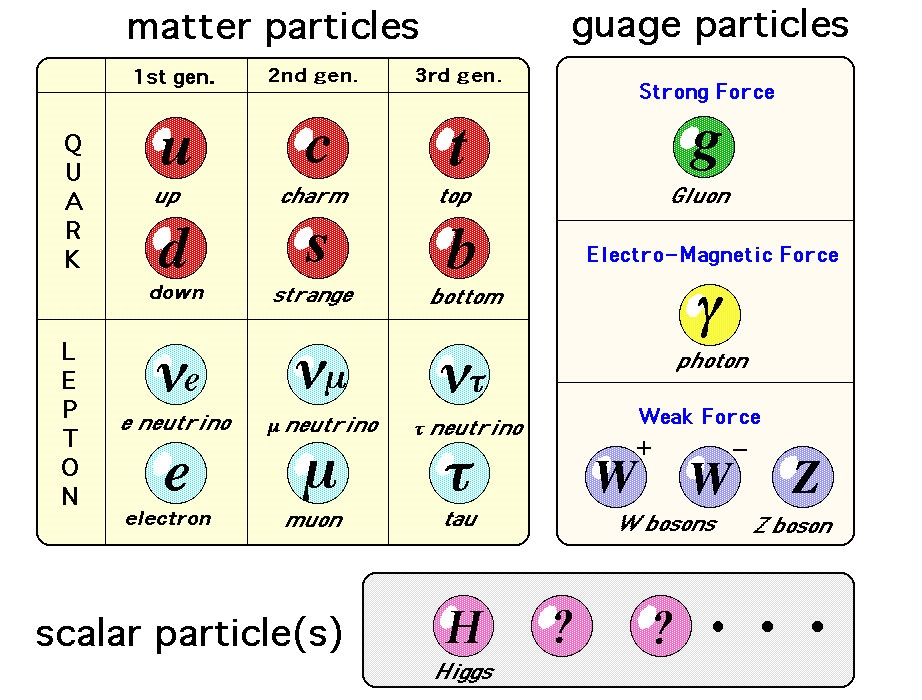 matter particles
guage particles
1st gen. 2nd gen. 3rd gen.
QUARK
u c t
up charm top
d s b
down strange bottom
LEPTON
νe νμ ντ
e neutrino μ neutrino τ neutrino
e μ τ
electron muon tau
Strong Force
g
Gluon
Electro-Magnetic Force
γ
photon
Weak Force
W+ W− Z
W bosons Z boson
scalar particle(s)
H ? ? • • •
Higgs